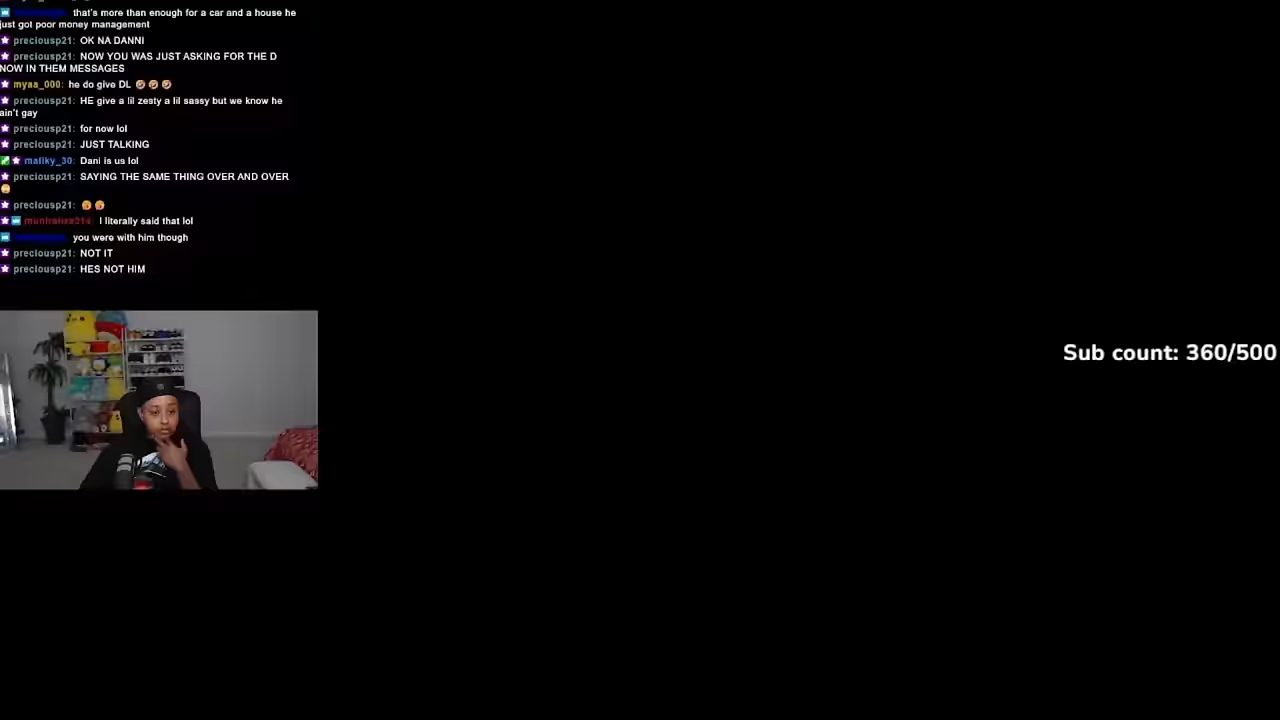 that's more than enough for a car and a house he
just got poor money management
preciousp21: OK NA DANNI
preciousp21: NOW YOU WAS JUST ASKING FOR THE D
NOW IN THEM MESSAGES
myaa_000: he do give DL 🤣🤣🤣
preciousp21: HE give a lil zesty a lil sassy but we know he
ain't gay
preciousp21: for now lol
preciousp21: JUST TALKING
maliky_30: Dani is us lol
preciousp21: SAYING THE SAME THING OVER AND OVER
preciousp21:
I literally said that lol
you were with him though
preciousp21: NOT IT
preciousp21: HES NOT HIM
Sub count: 360/500